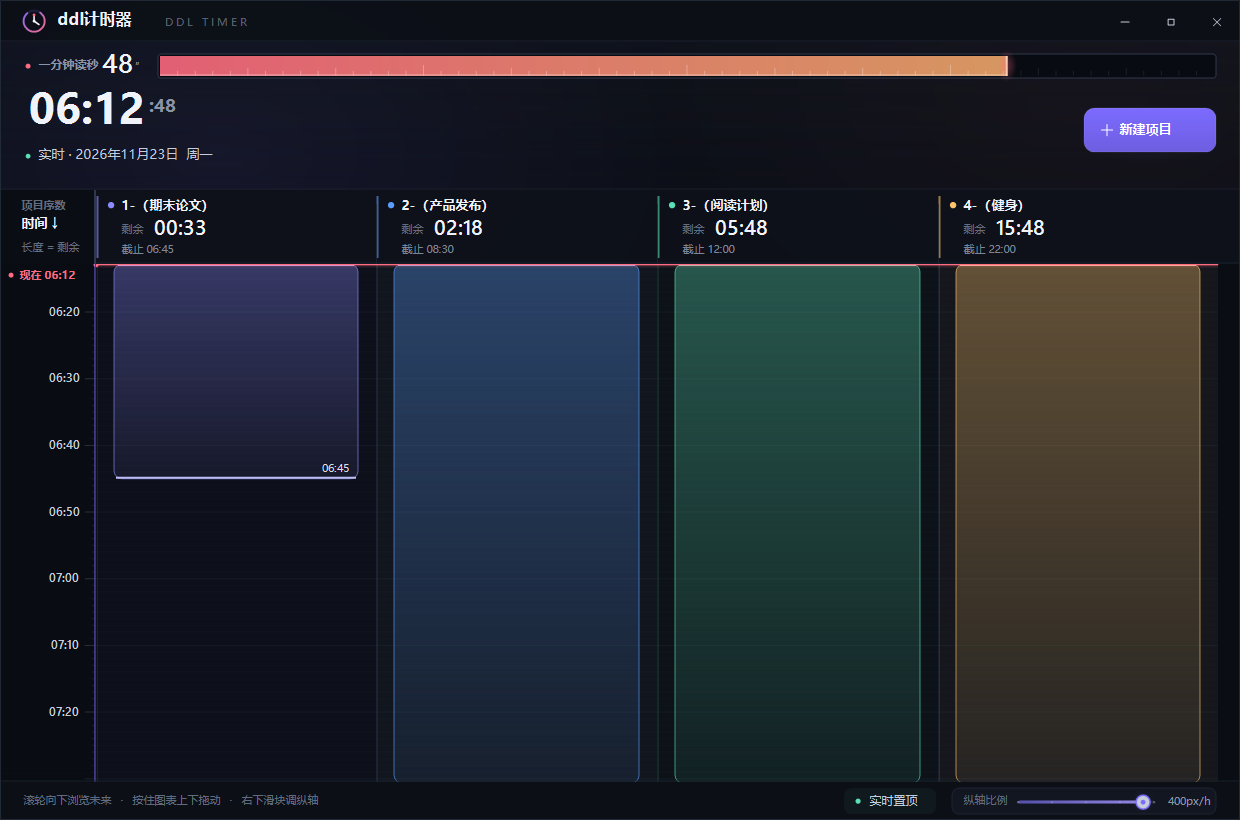 ddl计时器 DDL TIMER
一分钟读秒 48
06:12 :48
实时 · 2026年11月23日 周一
+ 新建项目
项目序数
时间↓
长度 = 剩余
1-（期末论文）
剩余 00:33
截止 06:45
2-（产品发布）
剩余 02:18
截止 08:30
3-（阅读计划）
剩余 05:48
截止 12:00
4-（健身）
剩余 15:48
截止 22:00
现在 06:12
06:20
06:30
06:40
06:45
06:50
07:00
07:10
07:20
滚轮向下浏览未来 · 按住图表上下拖动 · 右下滑块调纵轴
实时置顶
纵轴比例 400px/h